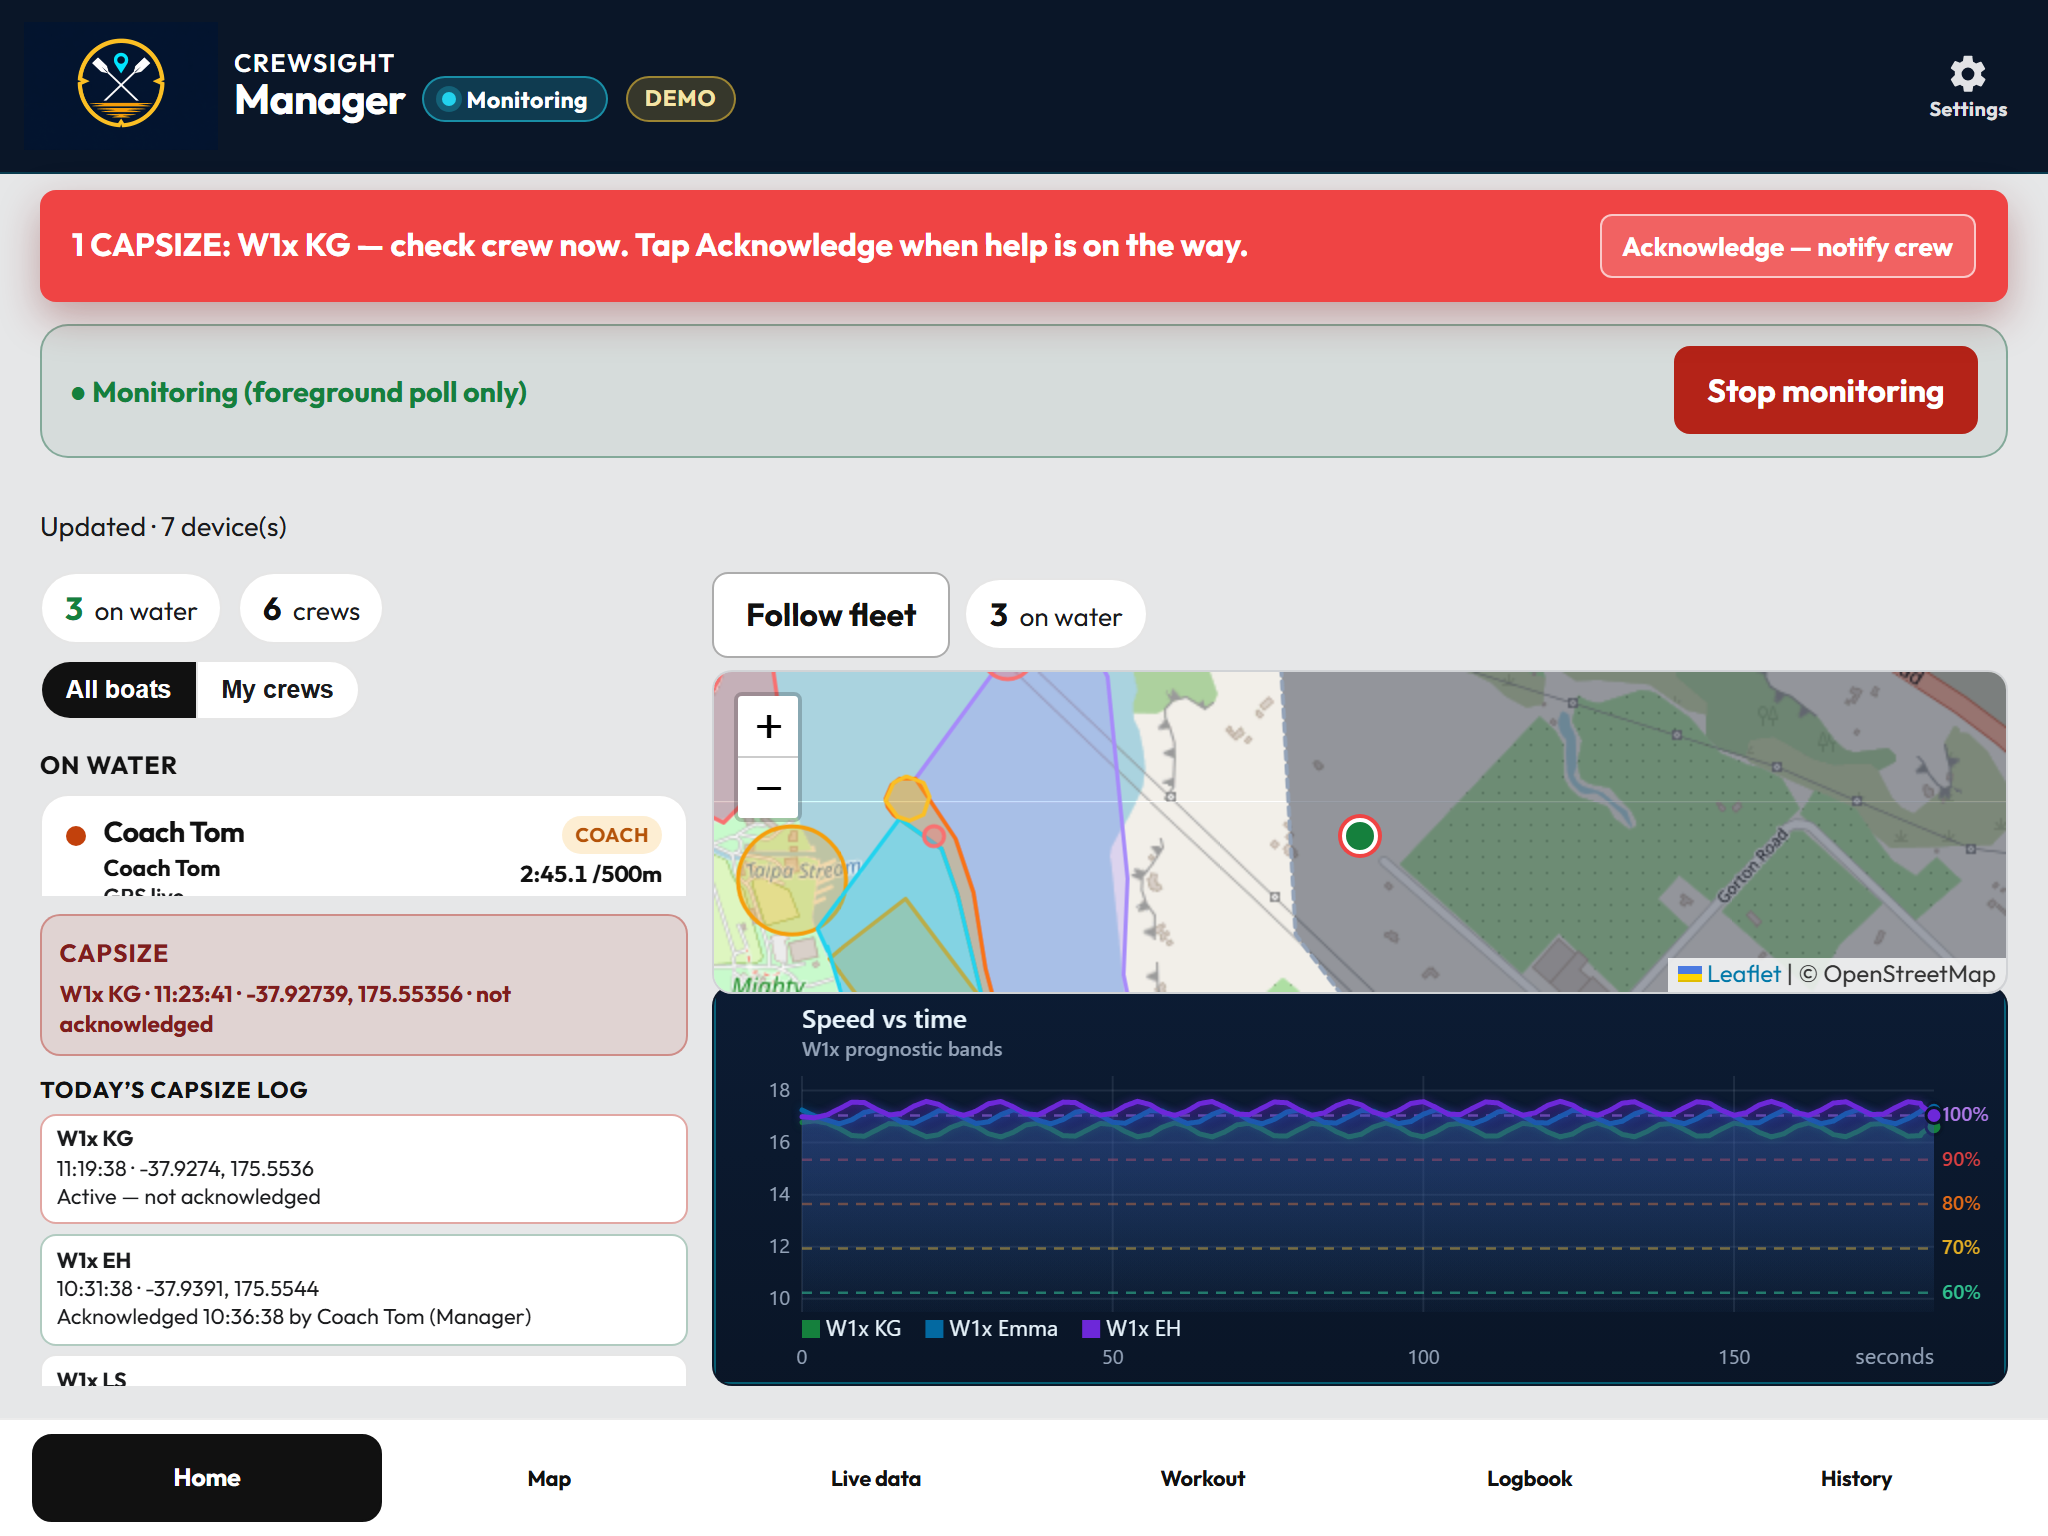 CREWSIGHT
Manager
Monitoring
DEMO
Settings
1 CAPSIZE: W1x KG — check crew now. Tap Acknowledge when help is on the way.
Acknowledge — notify crew
● Monitoring (foreground poll only)
Stop monitoring
Updated · 7 device(s)
3 on water
6 crews
All boats
My crews
ON WATER
Coach Tom
COACH
Coach Tom
2:45.1 /500m
GPS live
CAPSIZE
W1x KG · 11:23:41 · -37.92739, 175.55356 · not
acknowledged
TODAY’S CAPSIZE LOG
W1x KG
11:19:38 · -37.9274, 175.5536
Active — not acknowledged
W1x EH
10:31:38 · -37.9391, 175.5544
Acknowledged 10:36:38 by Coach Tom (Manager)
W1x LS
Follow fleet
3 on water
+
−
Taipa Stream
Mighty
Gorton Road
Leaflet | © OpenStreetMap
Speed vs time
W1x prognostic bands
18
16
14
12
10
100%
90%
80%
70%
60%
W1x KG
W1x Emma
W1x EH
0
50
100
150
seconds
Home
Map
Live data
Workout
Logbook
History